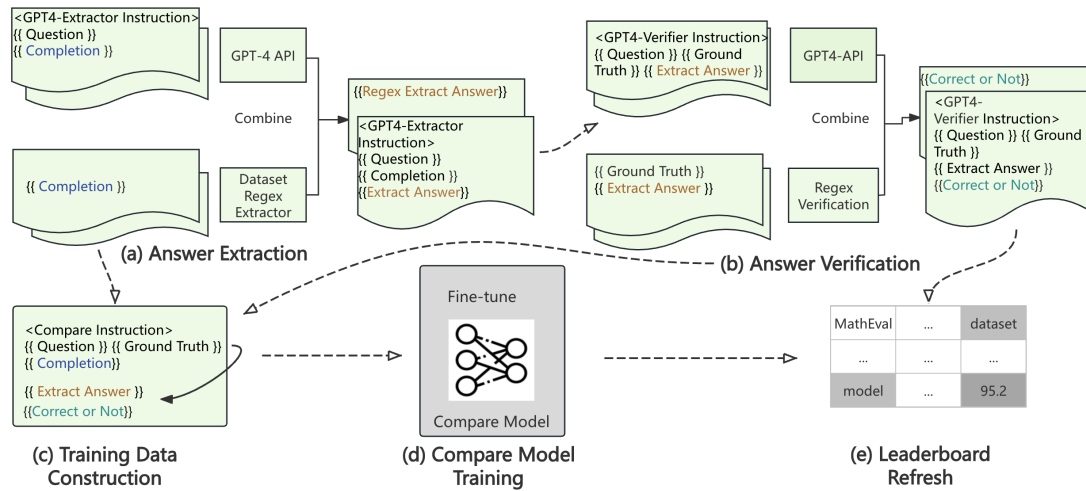 <GPT4-Extractor Instruction>
{{ Question }}
{{ Completion }}
GPT-4 API
Combine
{{ Completion }}
Dataset
Regex
Extractor
{{Regex Extract Answer}}
<GPT4-Extractor
Instruction>
{{ Question }}
{{ Completion }}
{{Extract Answer}}
(a) Answer Extraction
<GPT4-Verifier Instruction>
{{ Question }} {{ Ground
Truth }} {{ Extract Answer }}
GPT4-API
Combine
{{ Ground Truth }}
{{ Extract Answer }}
Regex
Verification
{{Correct or Not}}
<GPT4-
Verifier Instruction>
{{ Question }} {{ Ground
Truth }}
{{ Extract Answer }}
{{Correct or Not}}
(b) Answer Verification
<Compare Instruction>
{{ Question }} {{ Ground Truth }}
{{ Completion}}
{{ Extract Answer }}
{{Correct or Not}}
(c) Training Data
Construction
Fine-tune
Compare Model
(d) Compare Model
Training
MathEval ... dataset
... ... ...
model ... 95.2
(e) Leaderboard
Refresh